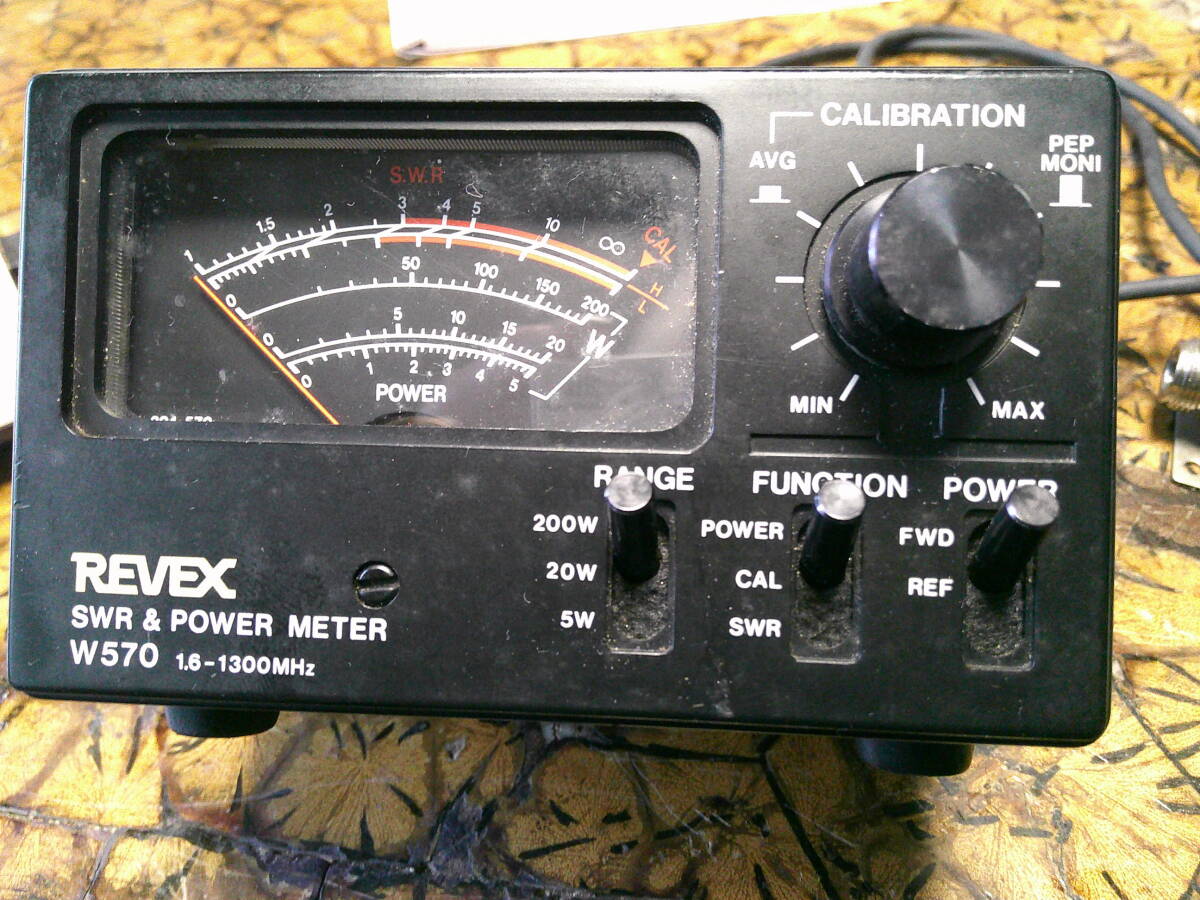 CALIBRATION
AVG
PEP
MONI
MIN
MAX
S.W.R
1 1.5 2 3 4 5 10 ∞ CAL
H
L
0 50 100 150 200
0 5 10 15 20
W
0 1 2 3 4 5
POWER
RANGE
200W
20W
5W
FUNCTION
POWER
CAL
SWR
POWER
FWD
REF
REVEX
SWR & POWER METER
W570 1.6-1300MHz